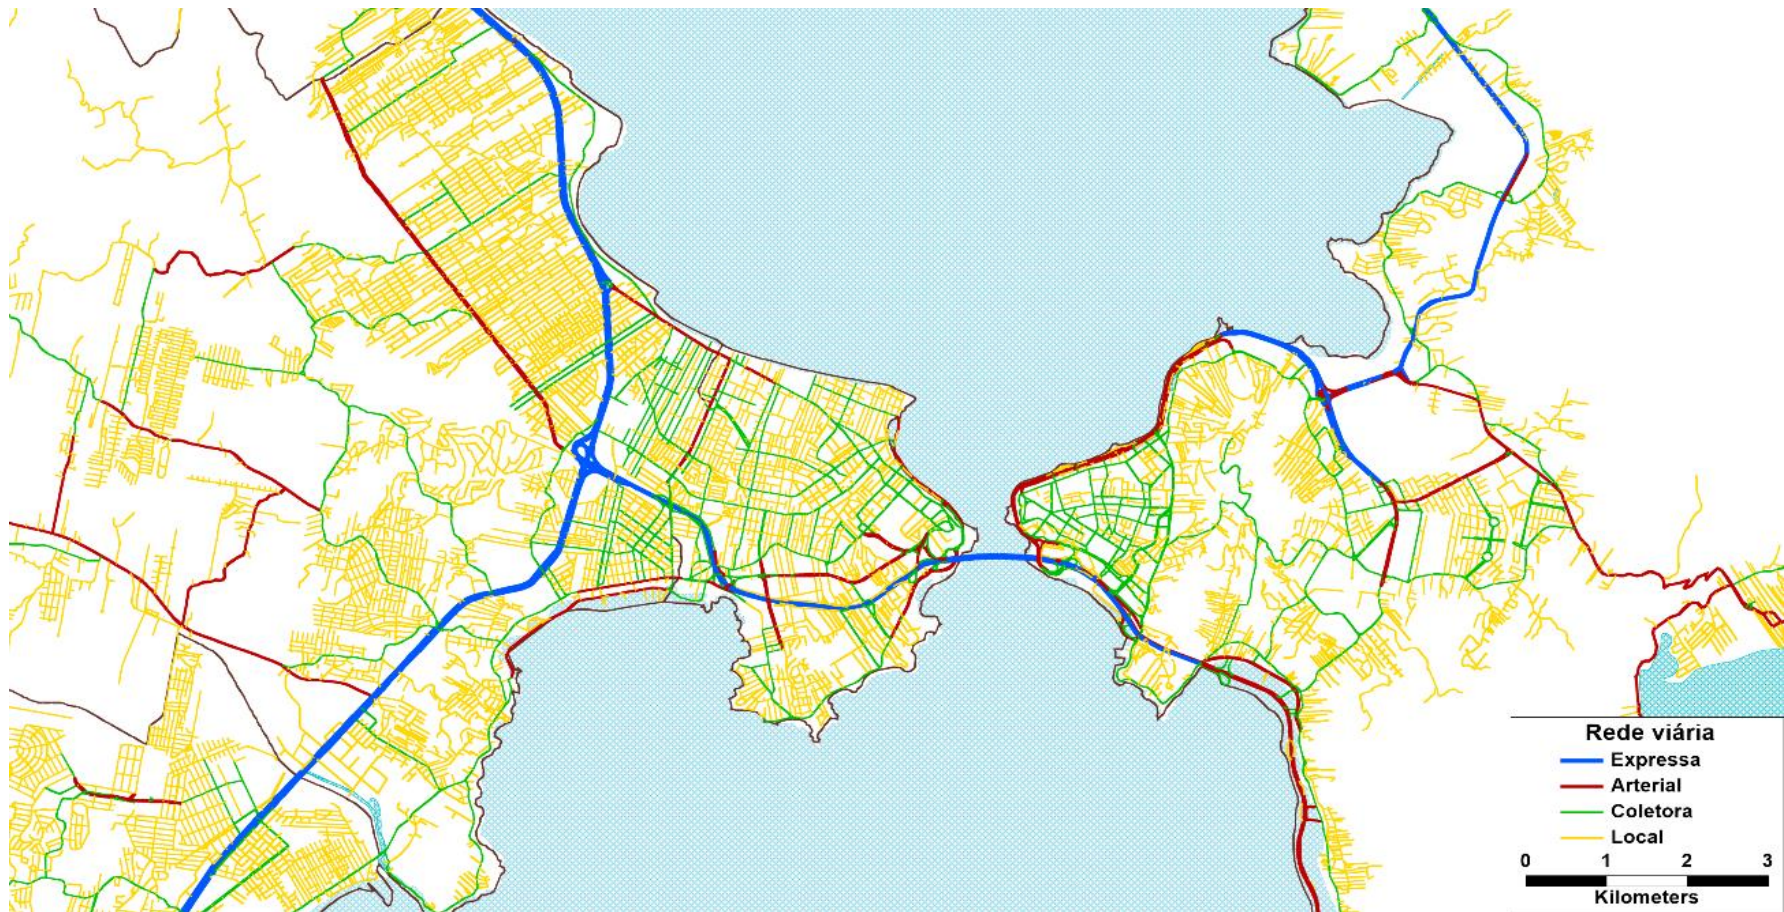 Rede viária
Expressa
Arterial
Coletora
Local
0 1 2 3
Kilometers